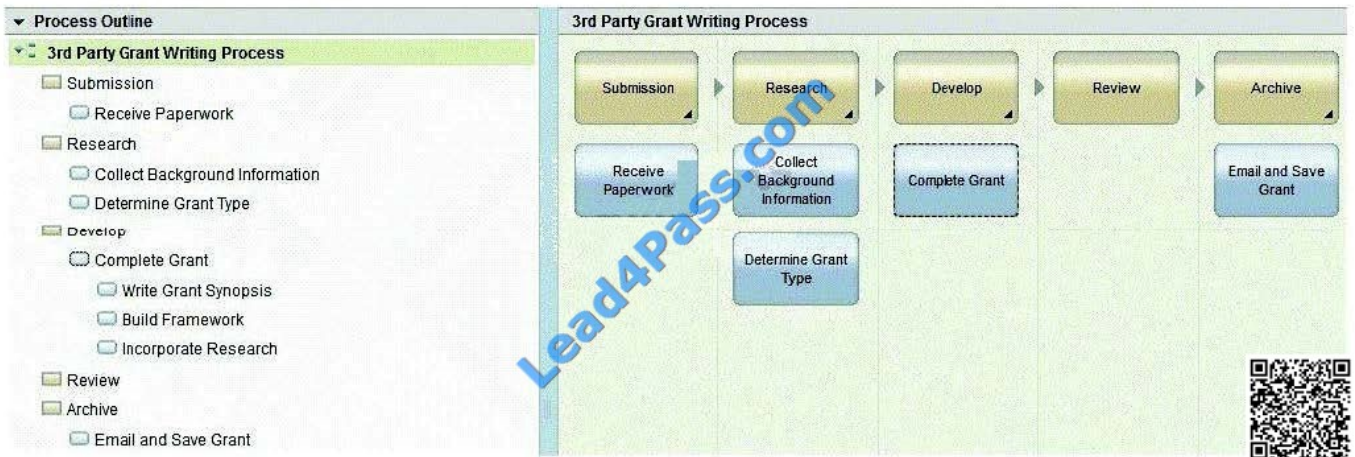 Process Outline
3rd Party Grant Writing Process
Submission
Receive Paperwork
Research
Collect Background Information
Determine Grant Type
Develop
Complete Grant
Write Grant Synopsis
Build Framework
Incorporate Research
Review
Archive
Email and Save Grant
3rd Party Grant Writing Process
Submission
Research
Develop
Review
Archive
Receive
Paperwork
Collect
Background
Information
Complete Grant
Email and Save
Grant
Determine Grant
Type
Lead4Pass.com